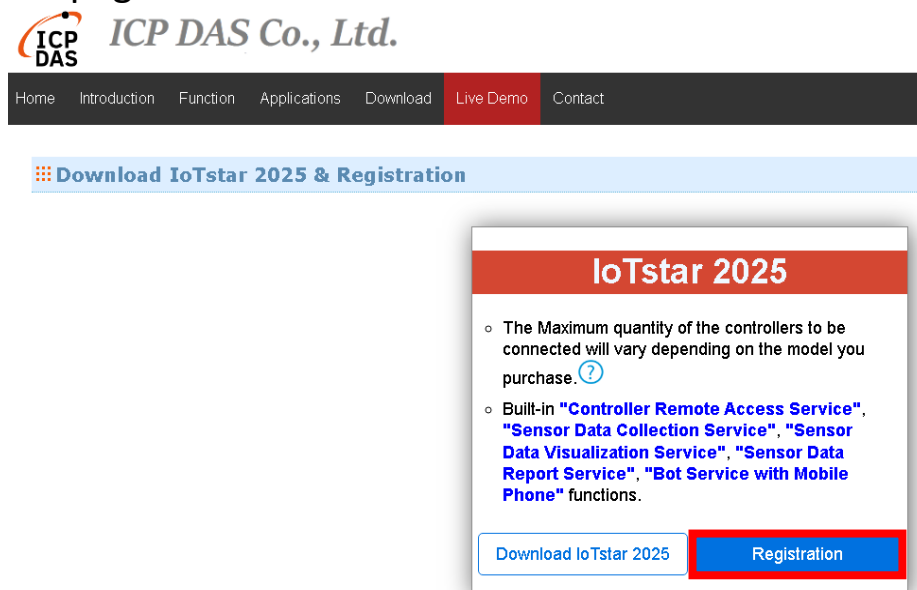 ICP DAS
ICP DAS Co., Ltd.
Home Introduction Function Applications Download Live Demo Contact
Download IoTstar 2025 & Registration
IoTstar 2025
The Maximum quantity of the controllers to be
connected will vary depending on the model you
purchase. ?
Built-in "Controller Remote Access Service",
"Sensor Data Collection Service", "Sensor
Data Visualization Service", "Sensor Data
Report Service", "Bot Service with Mobile
Phone" functions.
Download IoTstar 2025 Registration